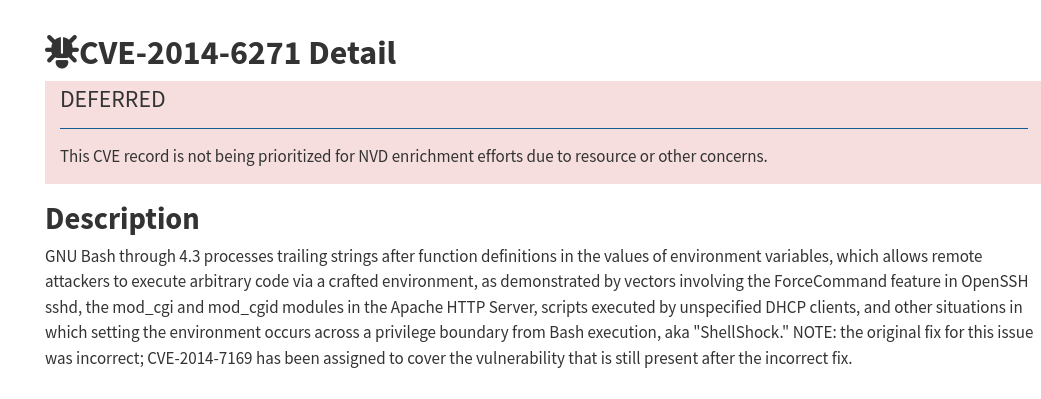 CVE-2014-6271 Detail
DEFERRED
This CVE record is not being prioritized for NVD enrichment efforts due to resource or other concerns.
Description
GNU Bash through 4.3 processes trailing strings after function definitions in the values of environment variables, which allows remote
attackers to execute arbitrary code via a crafted environment, as demonstrated by vectors involving the ForceCommand feature in OpenSSH
sshd, the mod_cgi and mod_cgid modules in the Apache HTTP Server, scripts executed by unspecified DHCP clients, and other situations in
which setting the environment occurs across a privilege boundary from Bash execution, aka "ShellShock." NOTE: the original fix for this issue
was incorrect; CVE-2014-7169 has been assigned to cover the vulnerability that is still present after the incorrect fix.